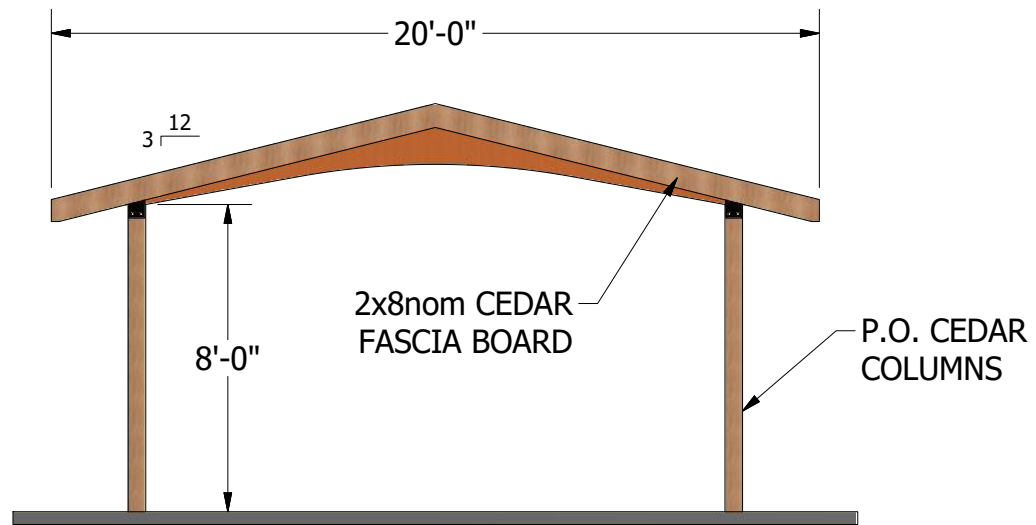 20'-0"
12
3
2x8nom CEDAR
FASCIA BOARD
8'-0"
P.O. CEDAR
COLUMNS